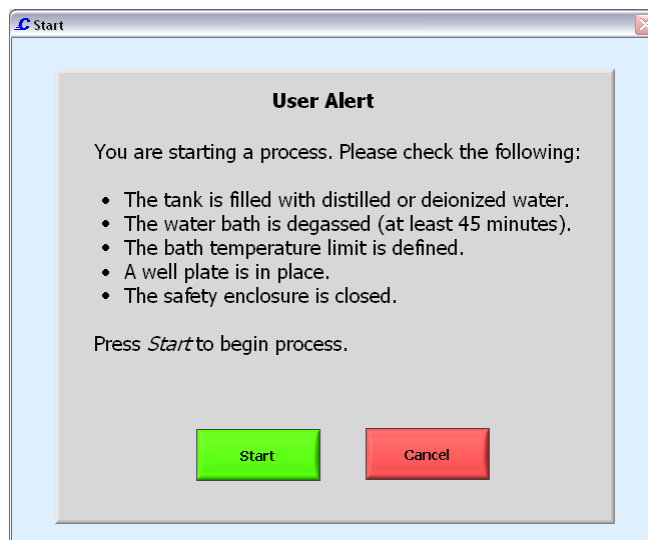 C Start
User Alert
You are starting a process. Please check the following:
• The tank is filled with distilled or deionized water.
• The water bath is degassed (at least 45 minutes).
• The bath temperature limit is defined.
• A well plate is in place.
• The safety enclosure is closed.
Press Start to begin process.
Start
Cancel